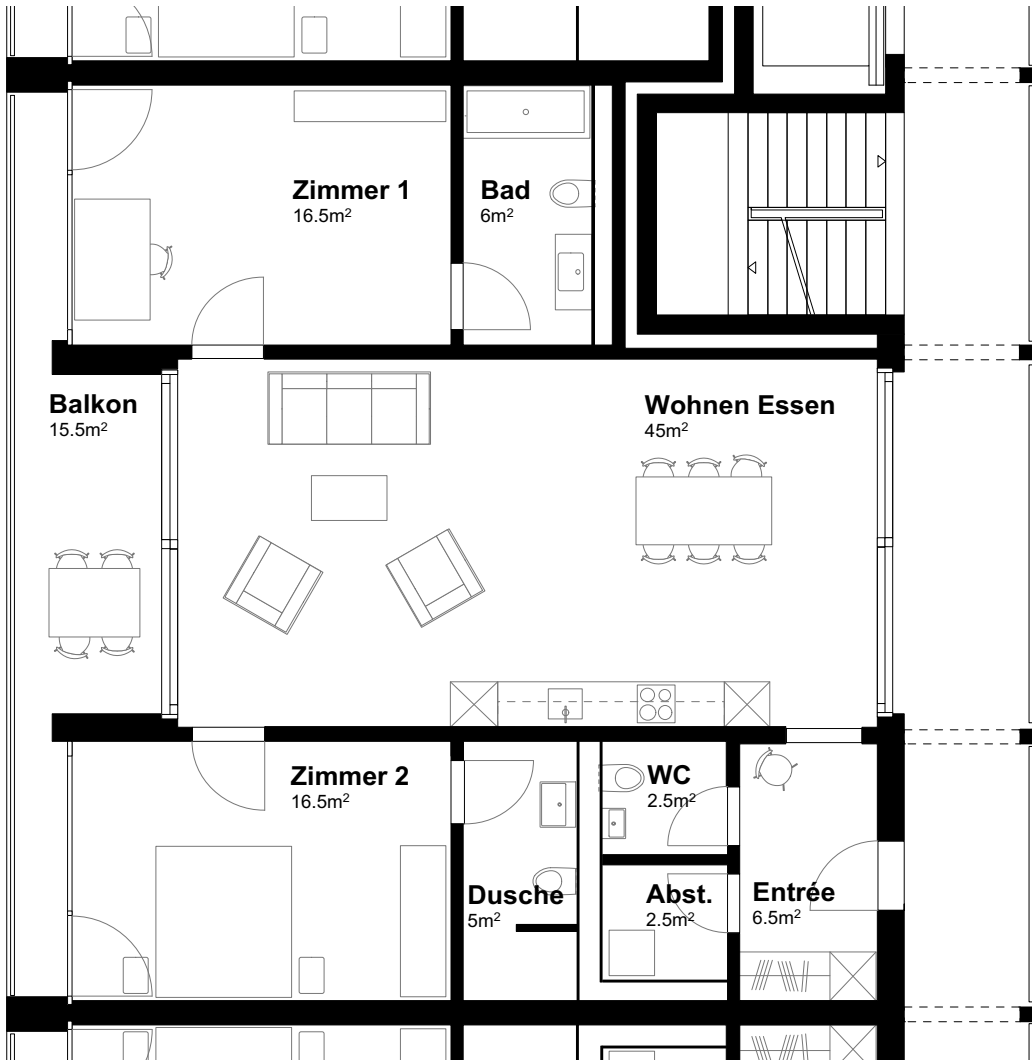 Zimmer 1
16.5m²
Bad
6m²
Balkon
15.5m²
Wohnen Essen
45m²
Zimmer 2
16.5m²
WC
2.5m²
Dusche
5m²
Abst.
2.5m²
Entrée
6.5m²